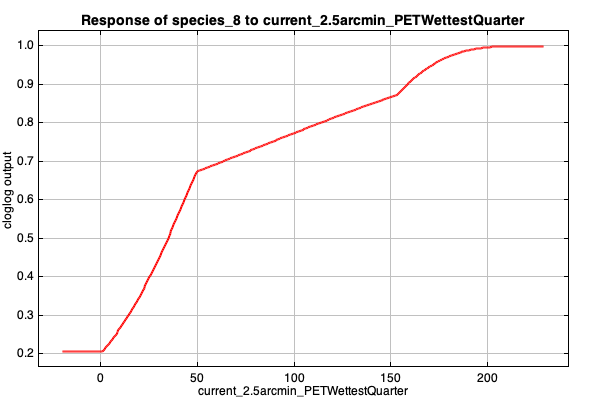 Response of species_8 to current_2.5arcmin_PETWettestQuarter
1.0
0.9
0.8
0.7
0.6
0.5
0.4
0.3
0.2
cloglog output
0 50 100 150 200
current_2.5arcmin_PETWettestQuarter